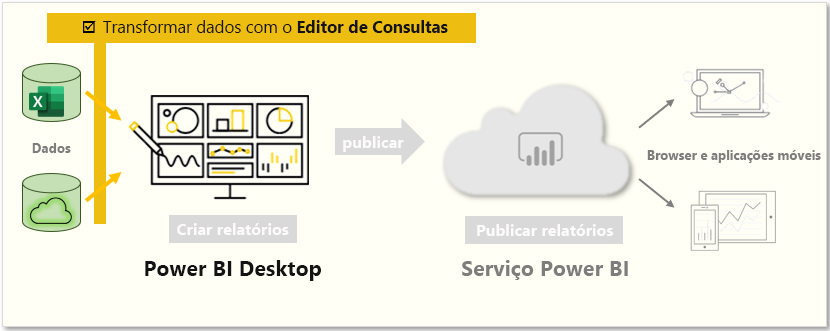 Transformar dados com o Editor de Consultas
X
Dados
publicar
Browser e aplicações móveis
Criar relatórios
Publicar relatórios
Power BI Desktop
Serviço Power BI